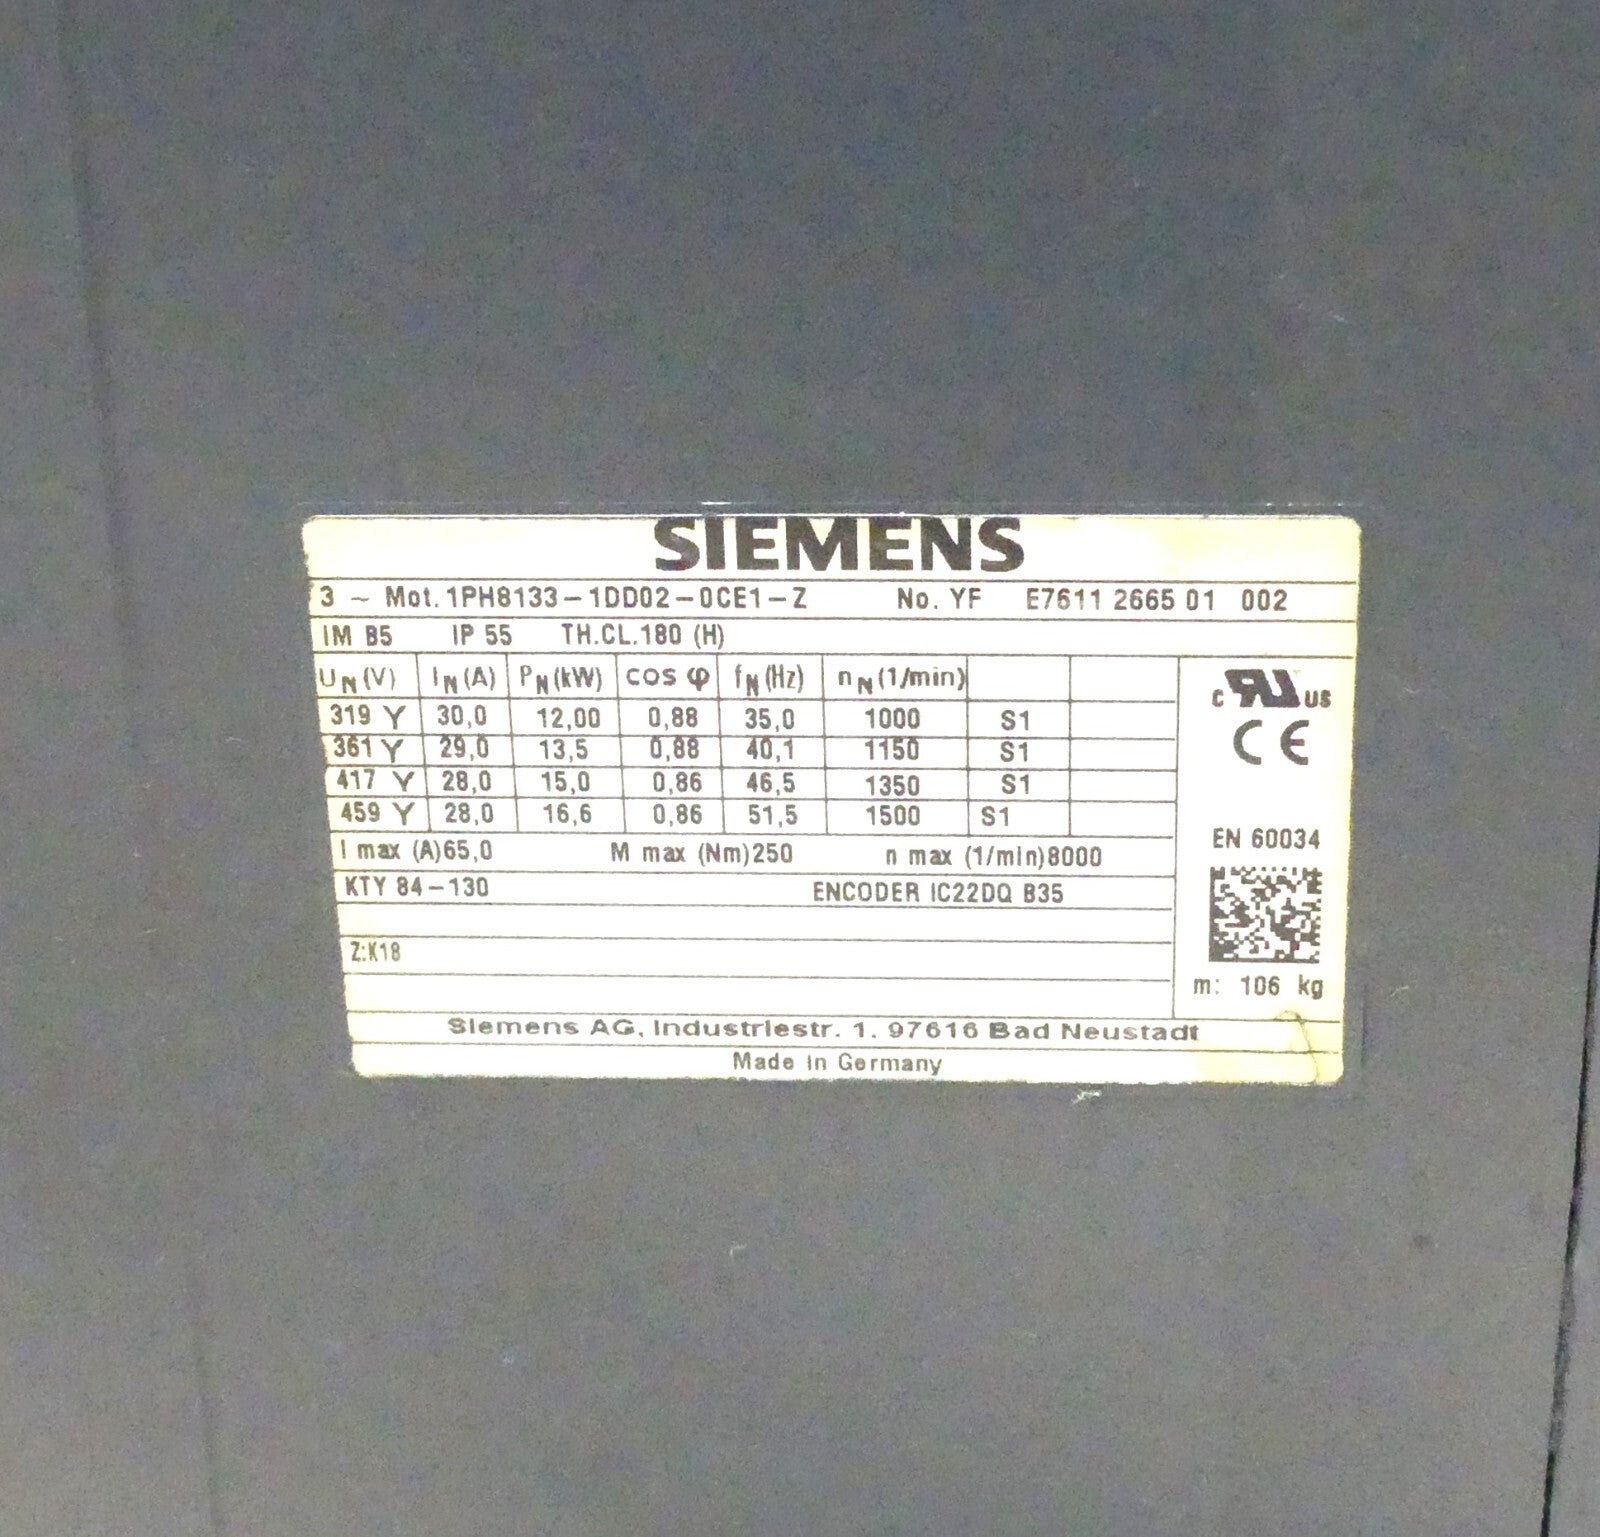 SIEMENS
3 ~ Mot. 1PH8133-1DD02-0CE1-Z No. YF E7611 2665 01 002
IM B5 IP 55 TH.CL.180 (H)
UN (V) IN (A) PN (kW) cos φ fN (Hz) nN (1/min)
319 Y 30,0 12,00 0,88 35,0 1000 S1
361 Y 29,0 13,5 0,88 40,1 1150 S1
417 Y 28,0 15,0 0,86 46,5 1350 S1
459 Y 28,0 16,6 0,86 51,5 1500 S1
I max (A)65,0 M max (Nm)250 n max (1/min)8000
KTY 84-130 ENCODER IC22DQ B35
Z:K18
c RU US
CE
EN 60034
m: 106 kg
Siemens AG, Industriestr. 1. 97616 Bad Neustadt
Made in Germany